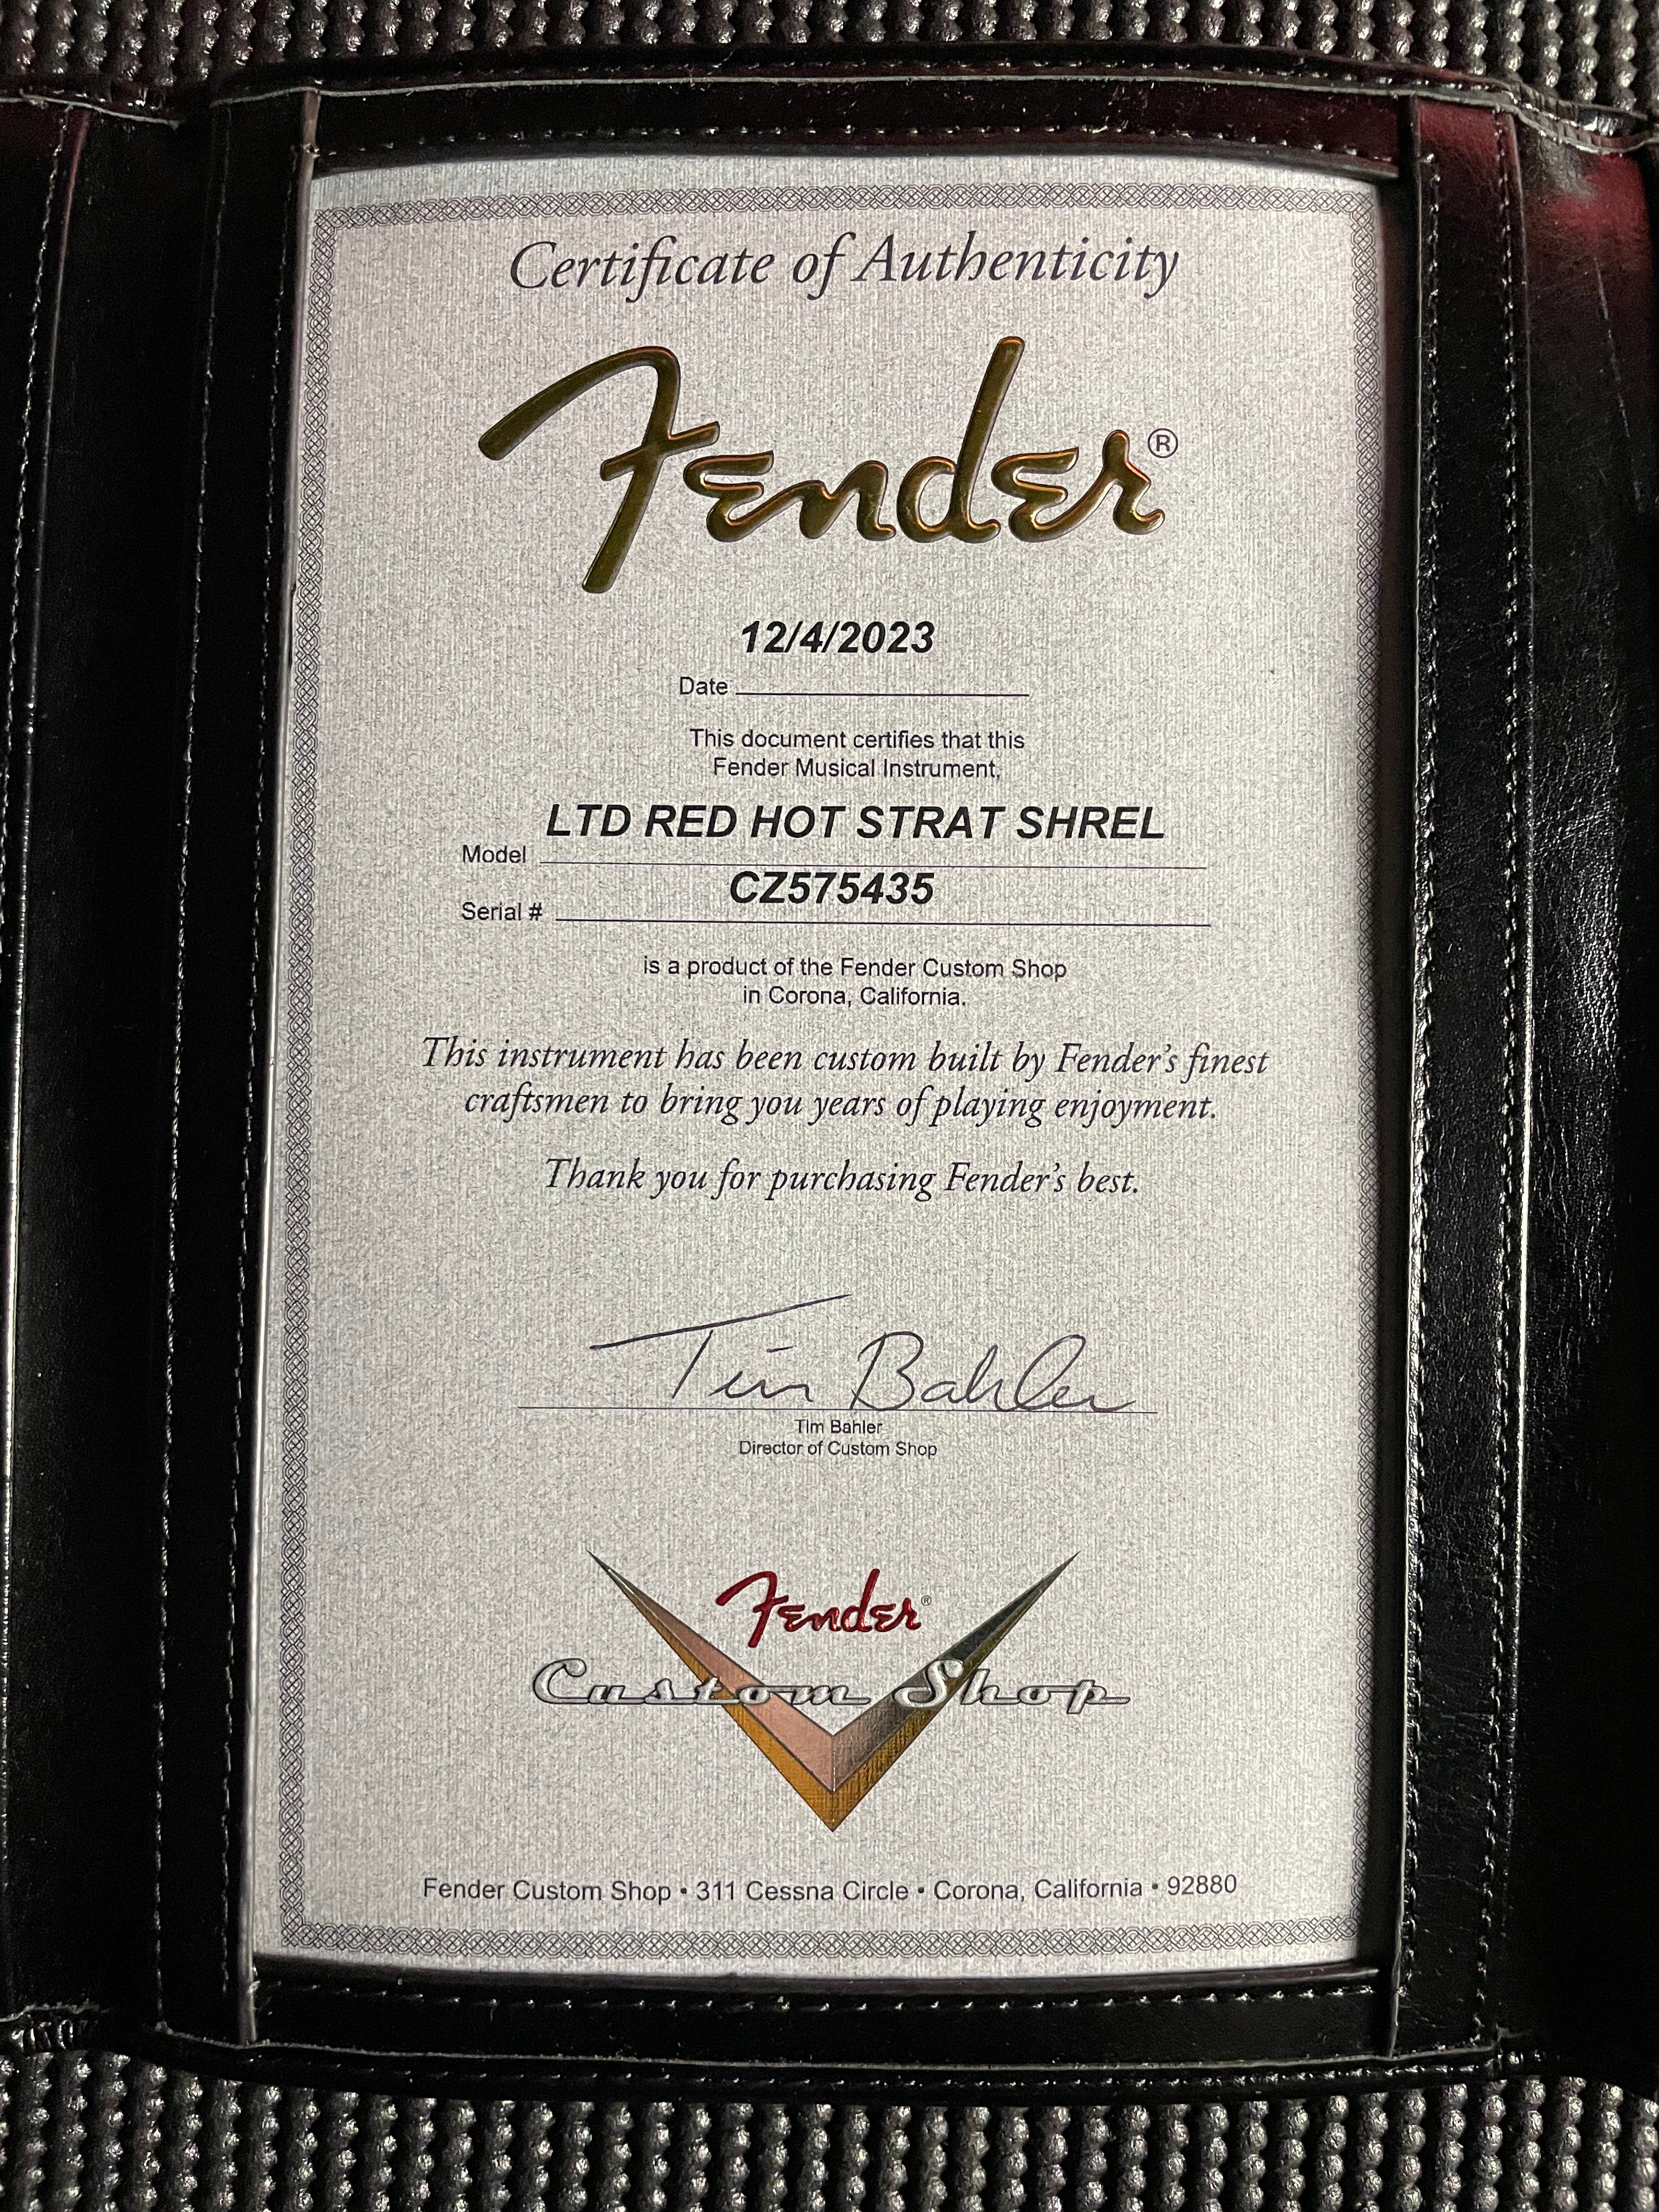 Certificate of Authenticity
Fender®
12/4/2023
Date
This document certifies that this
Fender Musical Instrument,
LTD RED HOT STRAT SHREL
Model
CZ575435
Serial #
is a product of the Fender Custom Shop
in Corona, California.
This instrument has been custom built by Fender's finest
craftsmen to bring you years of playing enjoyment.
Thank you for purchasing Fender's best.
Tim Bahler
Tim Bahler
Director of Custom Shop
Fender®
Custom Shop
Fender Custom Shop • 311 Cessna Circle • Corona, California • 92880